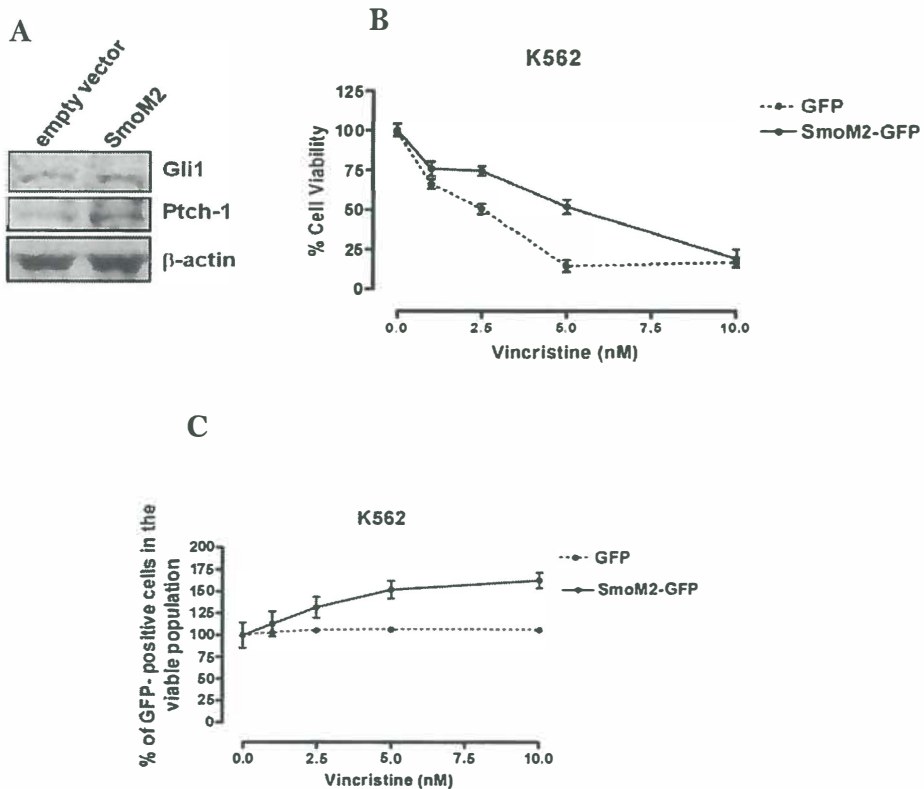 A
empty vector
SmoM2
Gli1
Ptch-1
β-actin
B
K562
125
100
75
50
25
0
% Cell Viability
0.0 2.5 5.0 7.5 10.0
Vincristine (nM)
GFP
SmoM2-GFP
C
K562
200
175
150
125
100
75
50
25
0
% of GFP- positive cells in the
viable population
0.0 2.5 5.0 7.5 10.0
Vincristine (nM)
GFP
SmoM2-GFP